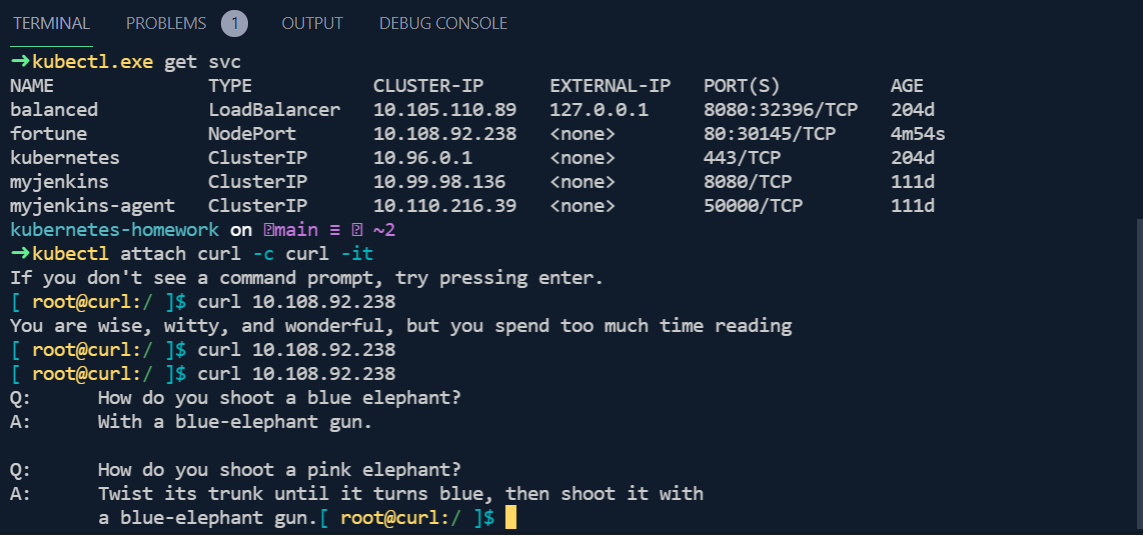 TERMINAL PROBLEMS 1 OUTPUT DEBUG CONSOLE
➜kubectl.exe get svc
NAME TYPE CLUSTER-IP EXTERNAL-IP PORT(S) AGE
balanced LoadBalancer 10.105.110.89 127.0.0.1 8080:32396/TCP 204d
fortune NodePort 10.108.92.238 <none> 80:30145/TCP 4m54s
kubernetes ClusterIP 10.96.0.1 <none> 443/TCP 204d
myjenkins ClusterIP 10.99.98.136 <none> 8080/TCP 111d
myjenkins-agent ClusterIP 10.110.216.39 <none> 50000/TCP 111d
kubernetes-homework on main ≡ ~2
➜kubectl attach curl -c curl -it
If you don't see a command prompt, try pressing enter.
[ root@curl:/ ]$ curl 10.108.92.238
You are wise, witty, and wonderful, but you spend too much time reading
[ root@curl:/ ]$ curl 10.108.92.238
[ root@curl:/ ]$ curl 10.108.92.238
Q: How do you shoot a blue elephant?
A: With a blue-elephant gun.
Q: How do you shoot a pink elephant?
A: Twist its trunk until it turns blue, then shoot it with
a blue-elephant gun.[ root@curl:/ ]$